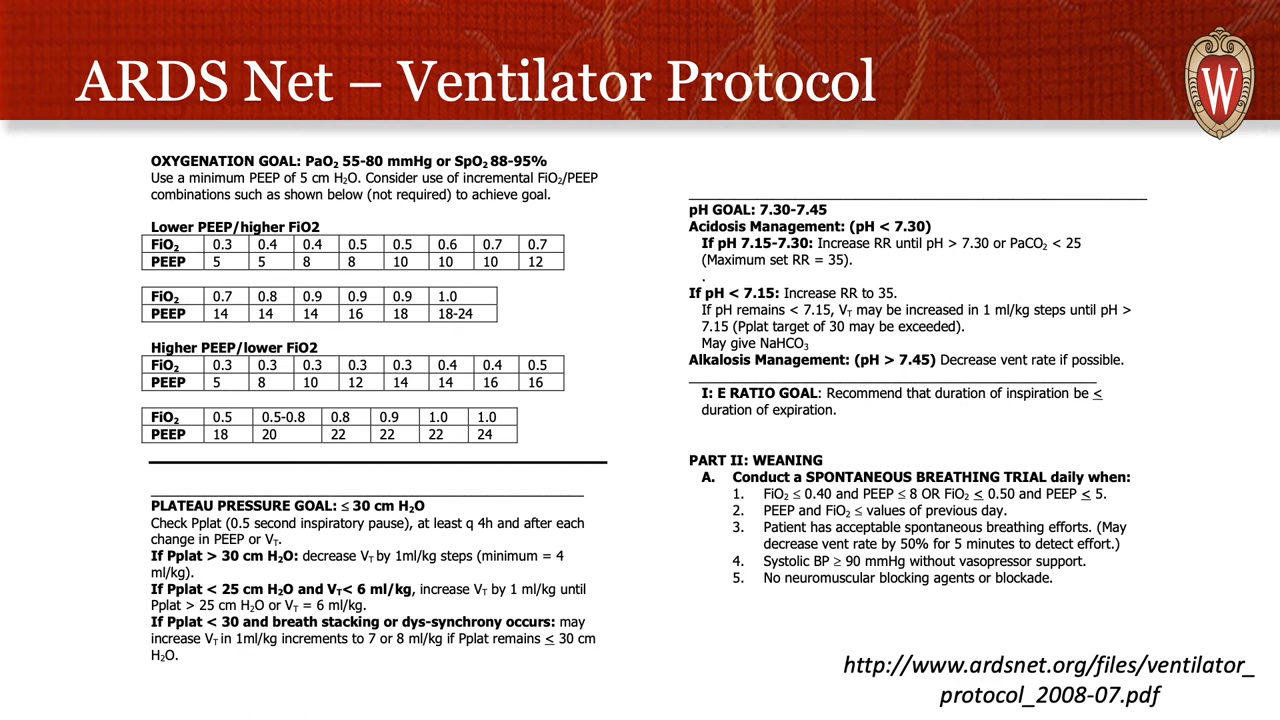 ARDS Net – Ventilator Protocol
W
OXYGENATION GOAL: PaO₂ 55-80 mmHg or SpO₂ 88-95%
Use a minimum PEEP of 5 cm H₂O. Consider use of incremental FiO₂/PEEP
combinations such as shown below (not required) to achieve goal.
Lower PEEP/higher FiO2
FiO₂ 0.3 0.4 0.4 0.5 0.5 0.6 0.7 0.7
PEEP 5 5 8 8 10 10 10 12
FiO₂ 0.7 0.8 0.9 0.9 0.9 1.0
PEEP 14 14 14 16 18 18-24
Higher PEEP/lower FiO2
FiO₂ 0.3 0.3 0.3 0.3 0.3 0.4 0.4 0.5
PEEP 5 8 10 12 14 14 16 16
FiO₂ 0.5 0.5-0.8 0.8 0.9 1.0 1.0
PEEP 18 20 22 22 22 24
PLATEAU PRESSURE GOAL: ≤ 30 cm H₂O
Check Pplat (0.5 second inspiratory pause), at least q 4h and after each
change in PEEP or V_T.
If Pplat > 30 cm H₂O: decrease V_T by 1ml/kg steps (minimum = 4
ml/kg).
If Pplat < 25 cm H₂O and V_T< 6 ml/kg, increase V_T by 1 ml/kg until
Pplat > 25 cm H₂O or V_T = 6 ml/kg.
If Pplat < 30 and breath stacking or dys-synchrony occurs: may
increase V_T in 1ml/kg increments to 7 or 8 ml/kg if Pplat remains ≤ 30 cm
H₂O.
pH GOAL: 7.30-7.45
Acidosis Management: (pH < 7.30)
If pH 7.15-7.30: Increase RR until pH > 7.30 or PaCO₂ < 25
(Maximum set RR = 35).
.
If pH < 7.15: Increase RR to 35.
If pH remains < 7.15, V_T may be increased in 1 ml/kg steps until pH >
7.15 (Pplat target of 30 may be exceeded).
May give NaHCO₃
Alkalosis Management: (pH > 7.45) Decrease vent rate if possible.
I: E RATIO GOAL: Recommend that duration of inspiration be ≤
duration of expiration.
PART II: WEANING
A. Conduct a SPONTANEOUS BREATHING TRIAL daily when:
1. FiO₂ ≤ 0.40 and PEEP ≤ 8 OR FiO₂ ≤ 0.50 and PEEP ≤ 5.
2. PEEP and FiO₂ ≤ values of previous day.
3. Patient has acceptable spontaneous breathing efforts. (May
decrease vent rate by 50% for 5 minutes to detect effort.)
4. Systolic BP ≥ 90 mmHg without vasopressor support.
5. No neuromuscular blocking agents or blockade.
http://www.ardsnet.org/files/ventilator_
protocol_2008-07.pdf